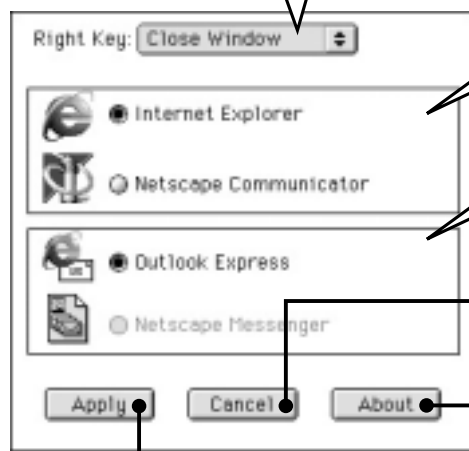 Right Key: Close Window
Internet Explorer
Netscape Communicator
Outlook Express
Netscape Messenger
Apply Cancel About